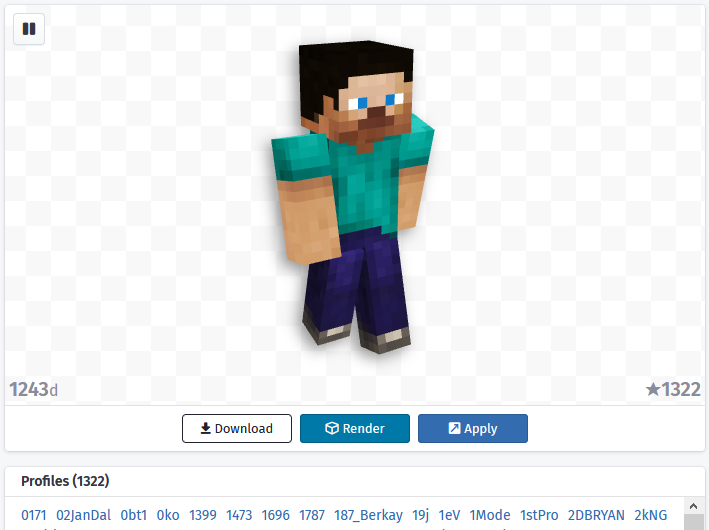 1243d ★1322
Download Render Apply
Profiles (1322)
0171 02JanDal 0bt1 0ko 1399 1473 1696 1787 187_Berkay 19j 1eV 1Mode 1stPro 2DBRYAN 2kNG